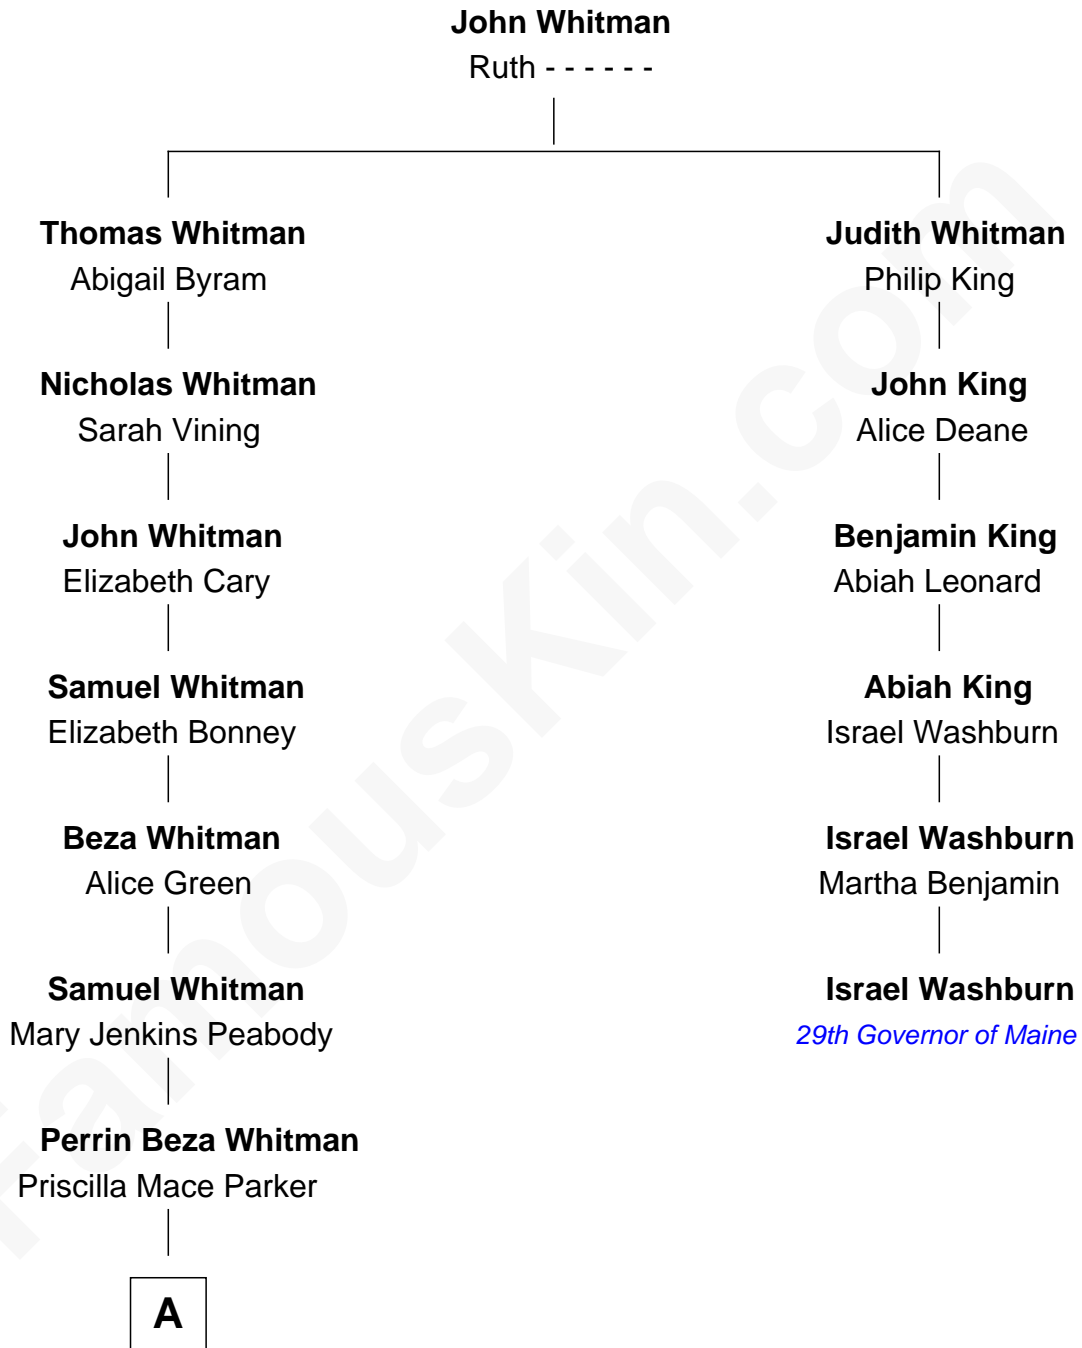 John Whitman
Ruth - - - - - -
Thomas Whitman
Abigail Byram
Judith Whitman
Philip King
Nicholas Whitman
Sarah Vining
John King
Alice Deane
John Whitman
Elizabeth Cary
Benjamin King
Abiah Leonard
Samuel Whitman
Elizabeth Bonney
Abiah King
Israel Washburn
Beza Whitman
Alice Green
Israel Washburn
Martha Benjamin
Samuel Whitman
Mary Jenkins Peabody
Israel Washburn
29th Governor of Maine
Perrin Beza Whitman
Priscilla Mace Parker
A
FamousKin.com